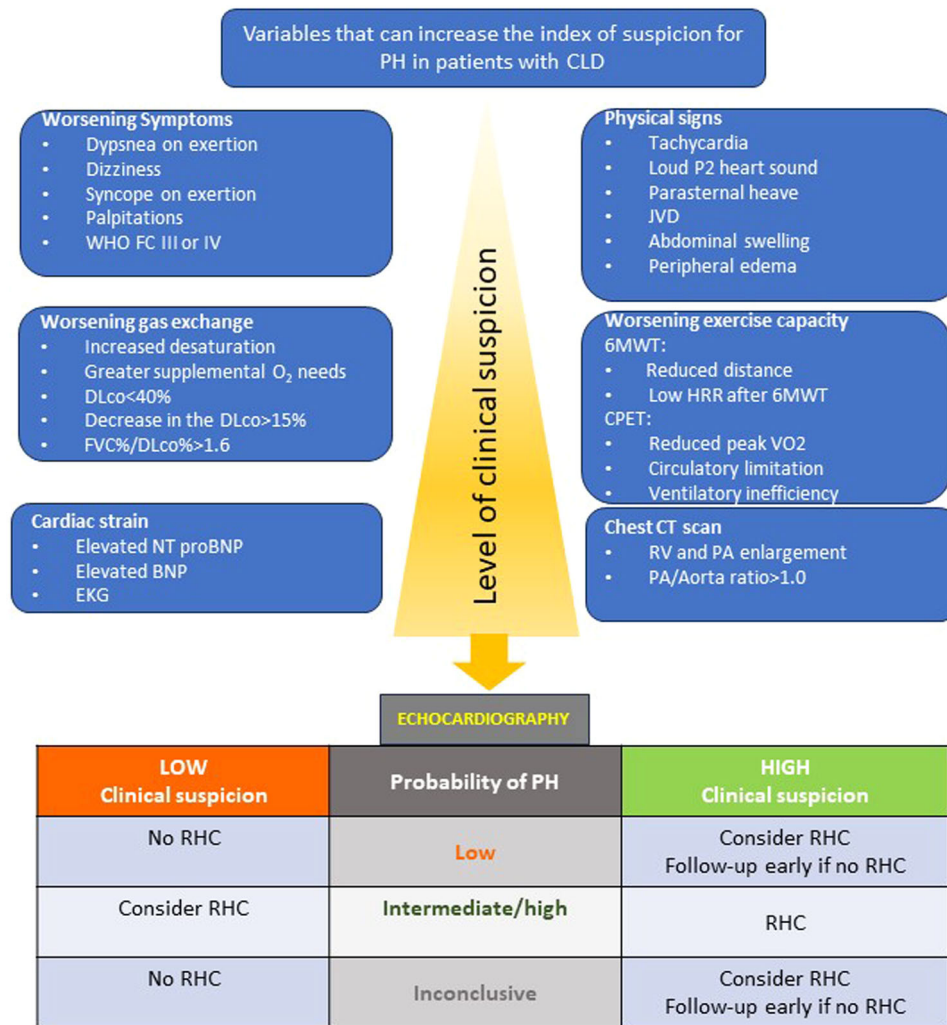 Variables that can increase the index of suspicion for
PH in patients with CLD
Worsening Symptoms
• Dypsnea on exertion
• Dizziness
• Syncope on exertion
• Palpitations
• WHO FC III or IV
Physical signs
• Tachycardia
• Loud P2 heart sound
• Parasternal heave
• JVD
• Abdominal swelling
• Peripheral edema
Worsening gas exchange
• Increased desaturation
• Greater supplemental O₂ needs
• DLco<40%
• Decrease in the DLco>15%
• FVC%/DLco%>1.6
Worsening exercise capacity
6MWT:
• Reduced distance
• Low HRR after 6MWT
CPET:
• Reduced peak VO2
• Circulatory limitation
• Ventilatory inefficiency
Cardiac strain
• Elevated NT proBNP
• Elevated BNP
• EKG
Chest CT scan
• RV and PA enlargement
• PA/Aorta ratio>1.0
Level of clinical suspicion
ECHOCARDIOGRAPHY
LOW
Clinical suspicion
Probability of PH
HIGH
Clinical suspicion
No RHC
Low
Consider RHC
Follow-up early if no RHC
Consider RHC
Intermediate/high
RHC
No RHC
Inconclusive
Consider RHC
Follow-up early if no RHC